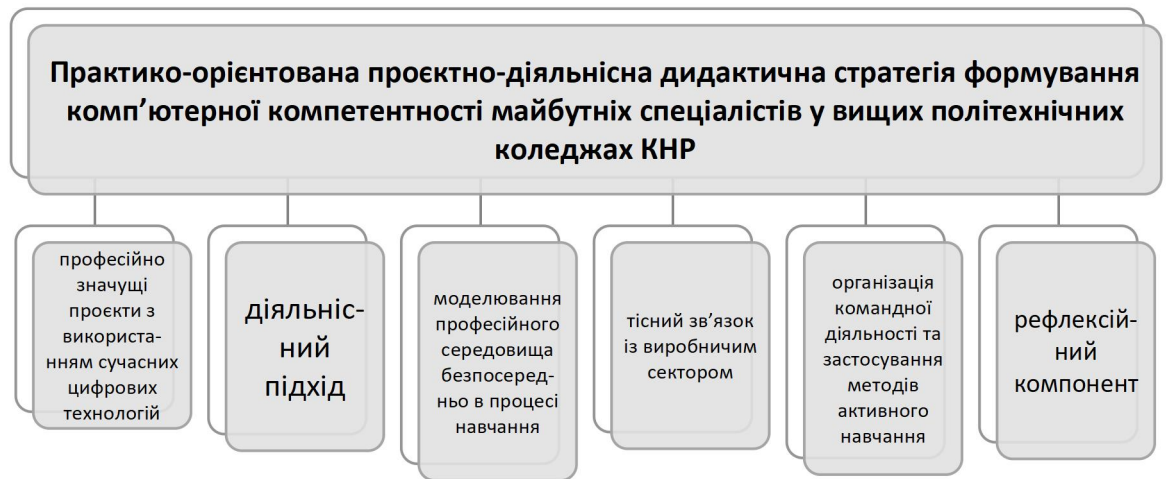 Практико-орієнтована проєктно-діяльнісна дидактична стратегія формування
комп’ютерної компетентності майбутніх спеціалістів у вищих політехнічних
коледжах КНР
професійно
значущі
проєкти з
використа-
нням сучасних
цифрових
технологій
діяльніс-
ний
підхід
моделювання
професійного
середовища
безпосеред-
ньо в процесі
навчання
тісний зв’язок
із виробничим
сектором
організація
командної
діяльності та
застосування
методів
активного
навчання
рефлексій-
ний
компонент